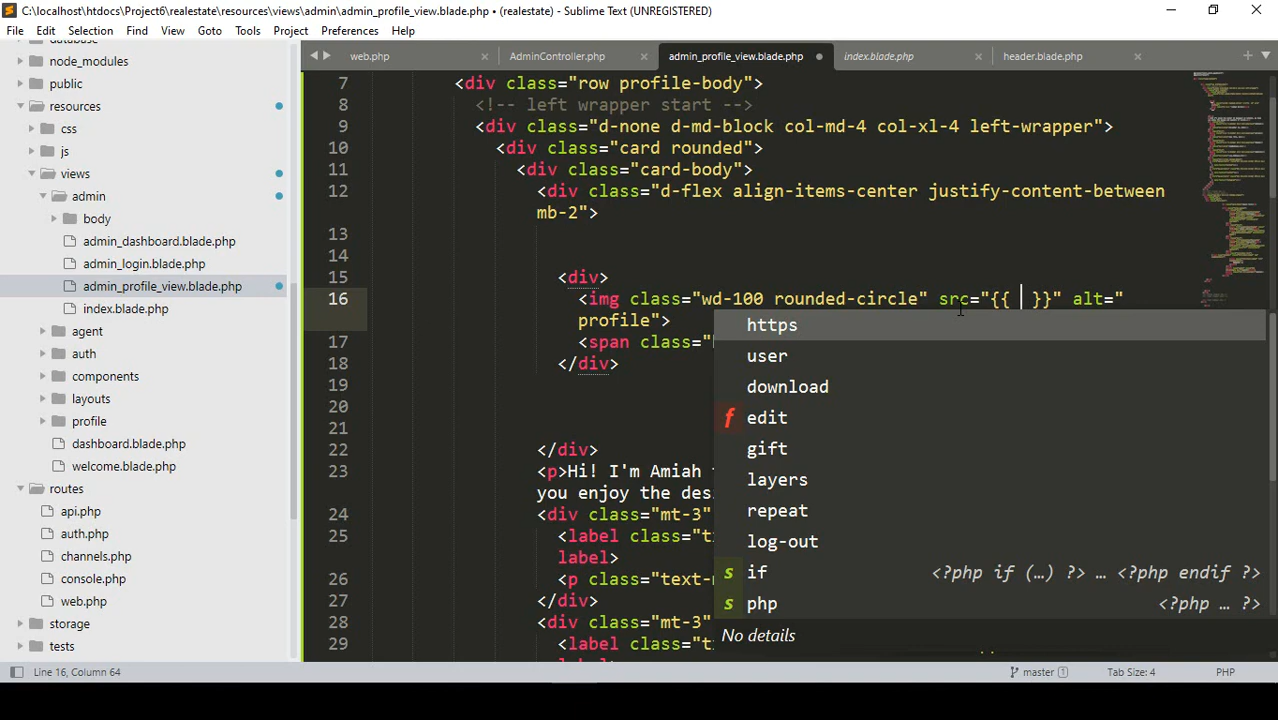 C:\localhost\htdocs\Project6\realestate\resources\views\admin\admin_profile_view.blade.php • (realestate) - Sublime Text (UNREGISTERED)
File Edit Selection Find View Goto Tools Project Preferences Help
web.php × AdminController.php × admin_profile_view.blade.php index.blade.php × header.blade.php ×
node_modules
public
resources
css
js
views
admin
body
admin_dashboard.blade.php
admin_login.blade.php
admin_profile_view.blade.php
index.blade.php
agent
auth
components
layouts
profile
dashboard.blade.php
welcome.blade.php
routes
api.php
auth.php
channels.php
console.php
web.php
storage
tests
7 <div class="row profile-body">
8 <!-- left wrapper start -->
9 <div class="d-none d-md-block col-md-4 col-xl-4 left-wrapper">
10 <div class="card rounded">
11 <div class="card-body">
12 <div class="d-flex align-items-center justify-content-between
mb-2">
13
14
15 <div>
16 <img class="wd-100 rounded-circle" src="{{ }}" alt="
profile">
17 <span class="
18 </div>
19
20
21
22 </div>
23 <p>Hi! I'm Amiah
you enjoy the des
24 <div class="mt-3"
25 <label class="t
label>
26 <p class="text-
27 </div>
28 <div class="mt-3"
29 <label class="t
https
user
download
f edit
gift
layers
repeat
log-out
s if <?php if (…) ?> … <?php endif ?>
s php <?php … ?>
No details
Line 16, Column 64 master 1 Tab Size: 4 PHP